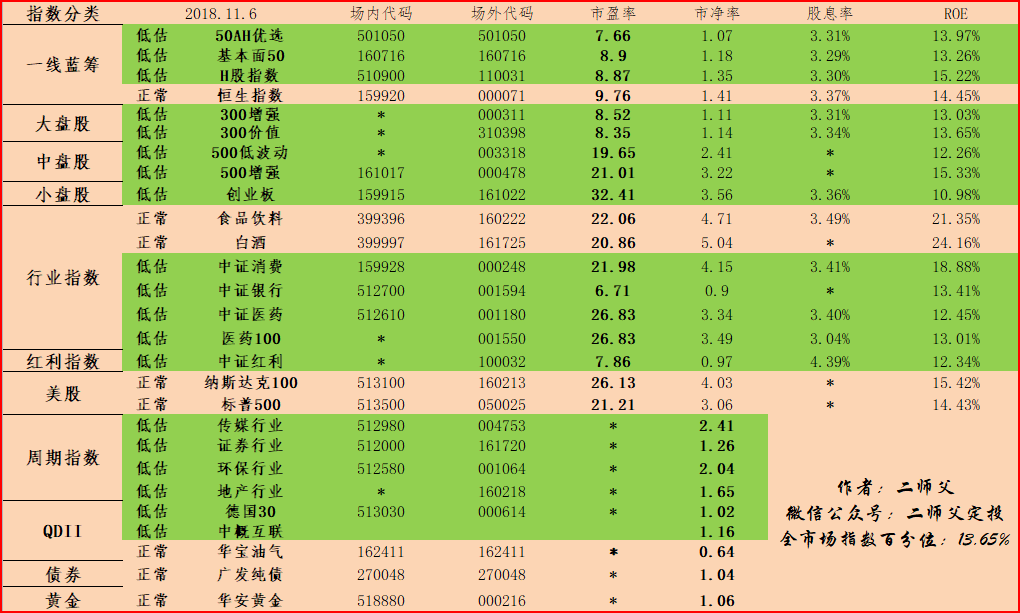 指数分类 2018.11.6 场内代码 场外代码 市盈率 市净率 股息率 ROE
一线蓝筹 低估 50AH优选 501050 501050 7.66 1.07 3.31% 13.97%
低估 基本面50 160716 160716 8.9 1.18 3.29% 13.26%
低估 H股指数 510900 110031 8.87 1.35 3.30% 15.22%
正常 恒生指数 159920 000071 9.76 1.41 3.37% 14.45%
大盘股 低估 300增强 * 000311 8.52 1.11 3.31% 13.03%
低估 300价值 * 310398 8.35 1.14 3.34% 13.65%
中盘股 低估 500低波动 * 003318 19.65 2.41 * 12.26%
低估 500增强 161017 000478 21.01 3.22 * 15.33%
小盘股 低估 创业板 159915 161022 32.41 3.56 3.36% 10.98%
行业指数 正常 食品饮料 399396 160222 22.06 4.71 3.49% 21.35%
正常 白酒 399997 161725 20.86 5.04 * 24.16%
低估 中证消费 159928 000248 21.98 4.15 3.41% 18.88%
低估 中证银行 512700 001594 6.71 0.9 * 13.41%
低估 中证医药 512610 001180 26.83 3.34 3.40% 12.45%
低估 医药100 * 001550 26.83 3.49 3.04% 13.01%
红利指数 低估 中证红利 * 100032 7.86 0.97 4.39% 12.34%
美股 正常 纳斯达克100 513100 160213 26.13 4.03 * 15.42%
正常 标普500 513500 050025 21.21 3.06 * 14.43%
周期指数 低估 传媒行业 512980 004753 * 2.41
低估 证券行业 512000 161720 * 1.26
低估 环保行业 512580 001064 * 2.04
低估 地产行业 * 160218 * 1.65
QDII 低估 德国30 513030 000614 * 1.02
低估 中概互联 1.16
正常 华宝油气 162411 162411 * 0.64
债券 正常 广发纯债 270048 270048 * 1.04
黄金 正常 华安黄金 518880 000216 * 1.06
作者：二师父
微信公众号：二师父定投
全市场指数百分位：13.65%